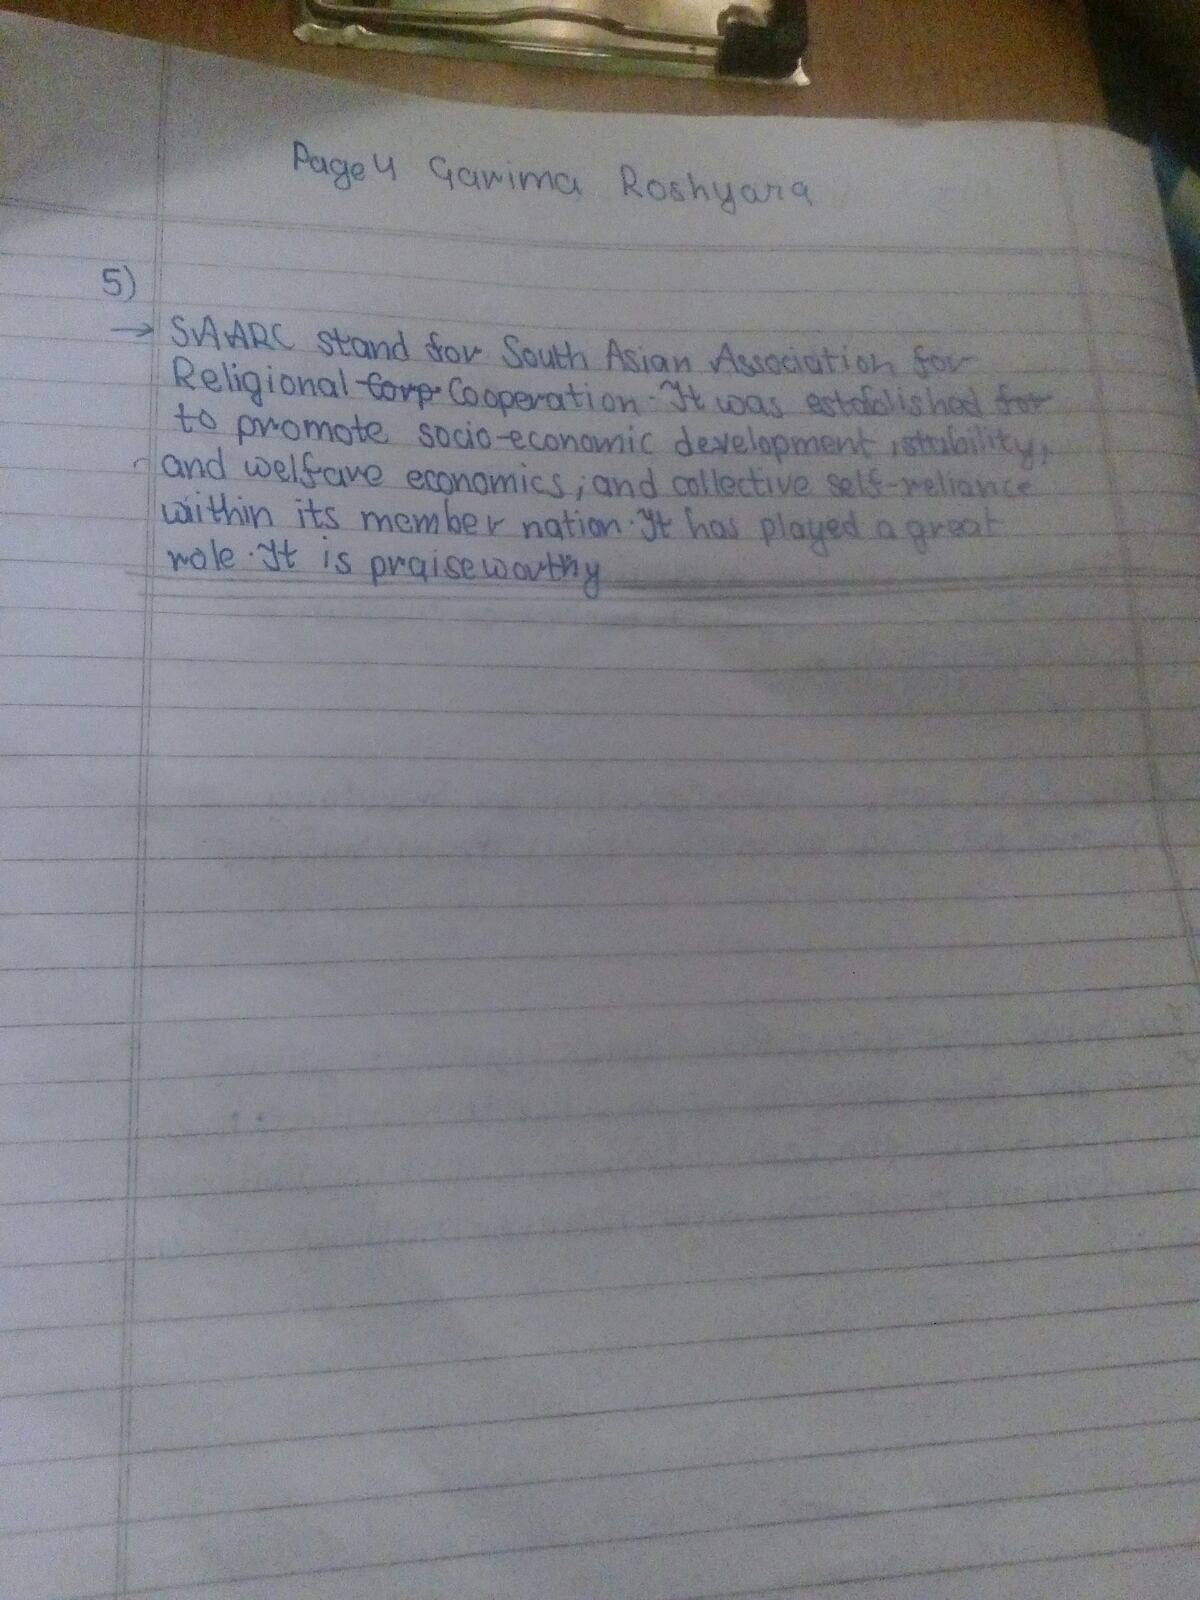 Page 4 Garima Roshyara
5)
→ SAARC stand for South Asian Association for
Religional Corp Cooperation. It was established for
to promote socio-economic development, stability,
and welfare economics, and collective self-reliance
within its member nation. It has played a great
role. It is praiseworthy